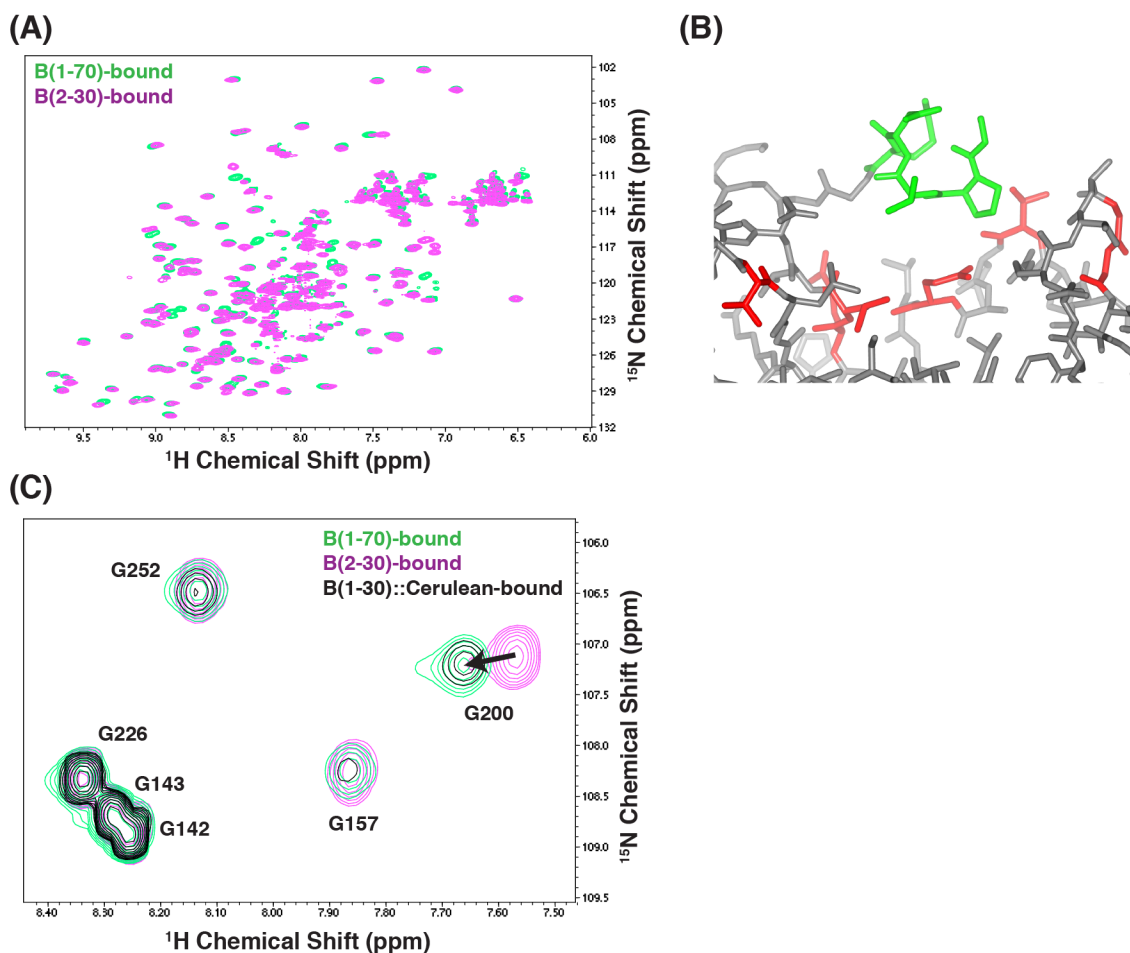 (A)
B(1-70)-bound
B(2-30)-bound
102
105
108
111
114
117
120
123
126
129
132
15N Chemical Shift (ppm)
9.5 9.0 8.5 8.0 7.5 7.0 6.5 6.0
1H Chemical Shift (ppm)
(B)
(C)
B(1-70)-bound
B(2-30)-bound
B(1-30)::Cerulean-bound
G252
G200
G226
G143
G142
G157
106.0
106.5
107.0
107.5
108.0
108.5
109.0
109.5
15N Chemical Shift (ppm)
8.40 8.30 8.20 8.10 8.00 7.90 7.80 7.70 7.60 7.50
1H Chemical Shift (ppm)